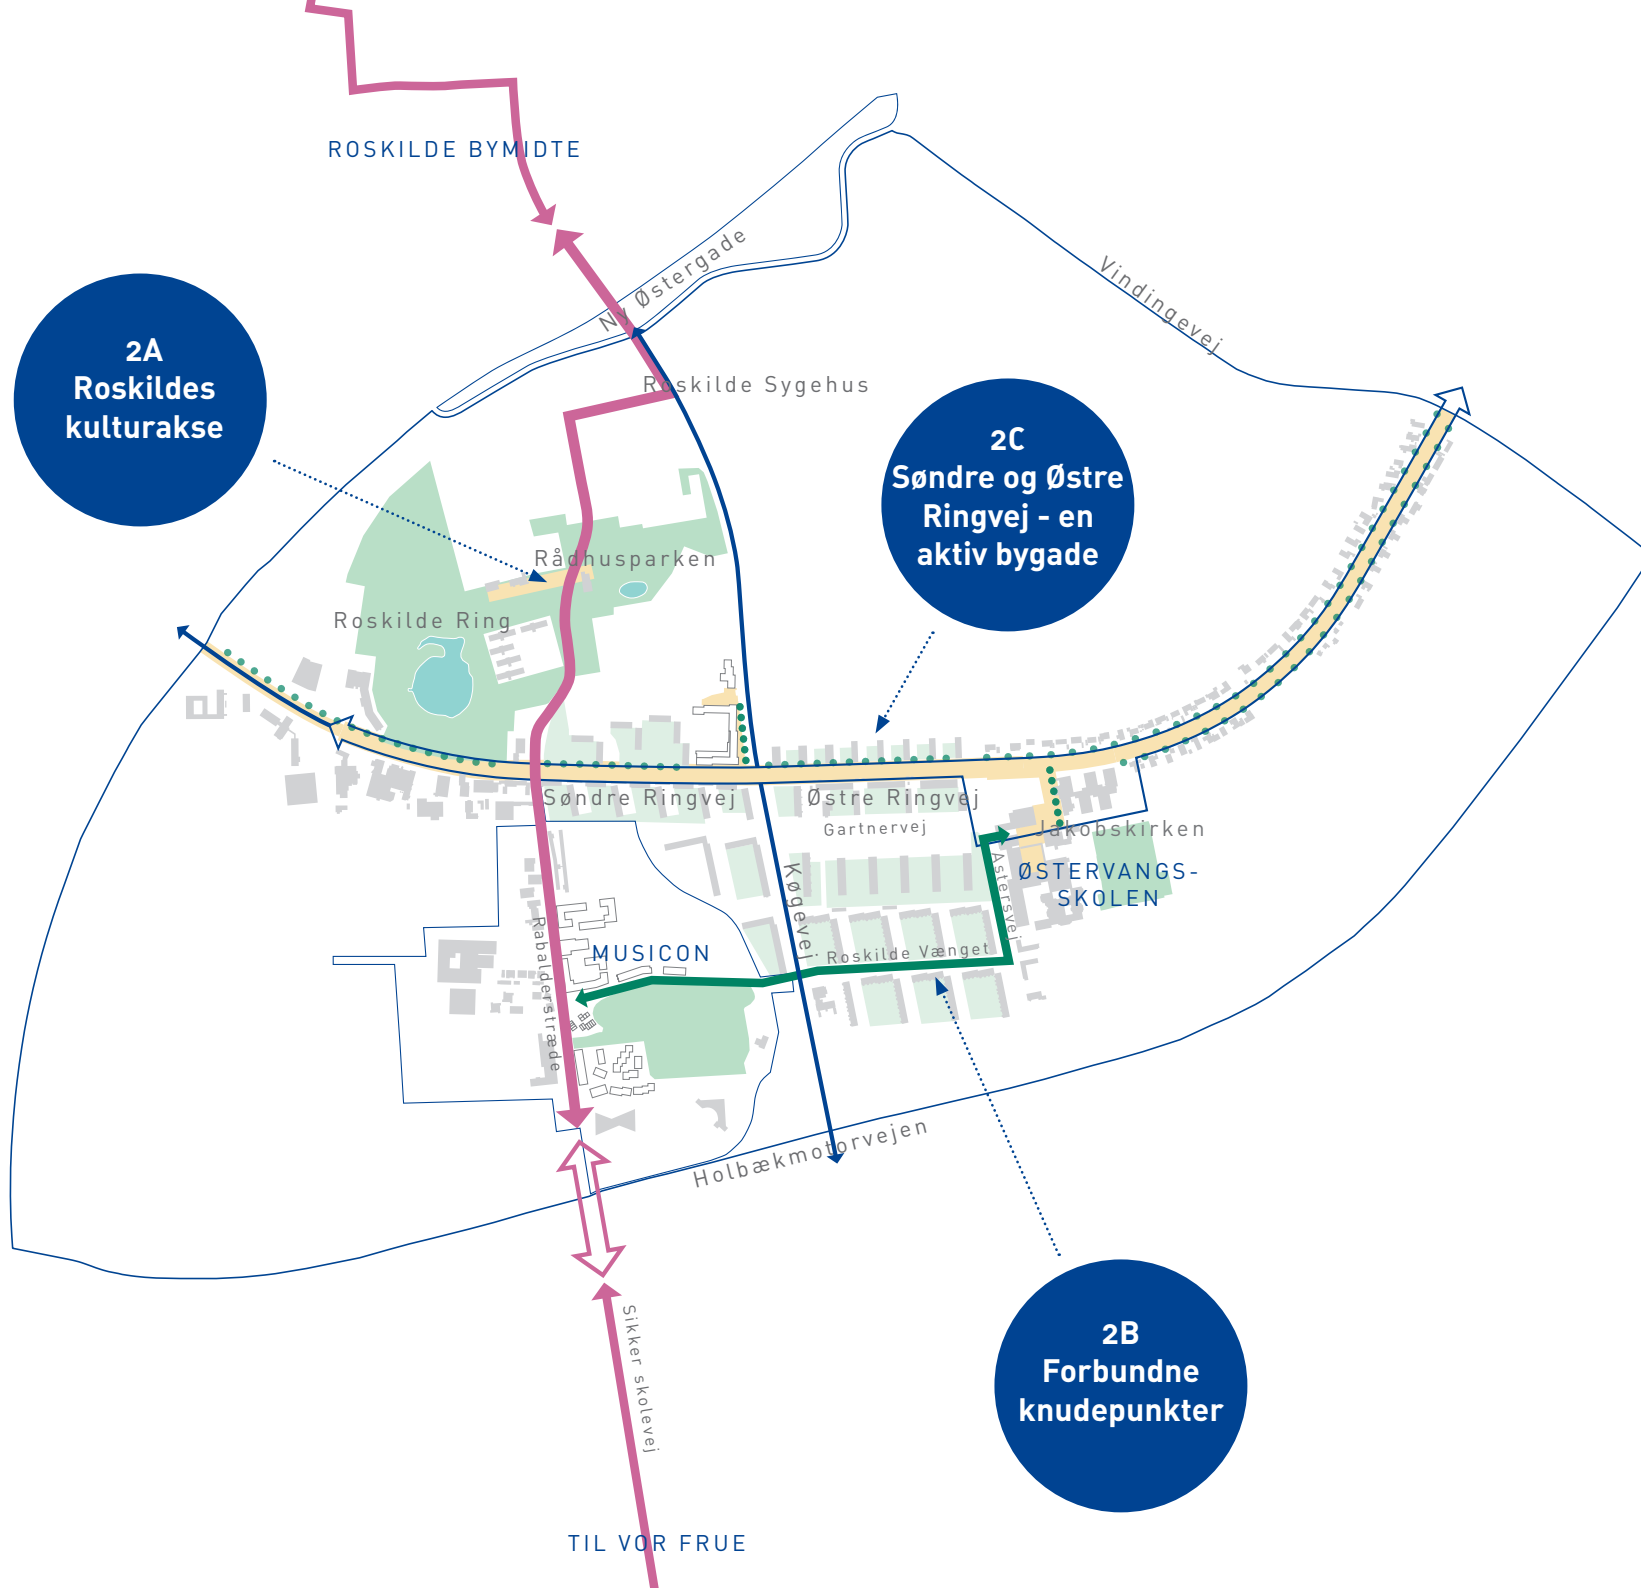 ROSKILDE BYMIDTE
Ny Østergade
Vindingevej
2A
Roskildes
kulturakse
Roskilde Sygehus
2C
Søndre og Østre
Ringvej - en
aktiv bygade
Rådhusparken
Roskilde Ring
Søndre Ringvej
Østre Ringvej
Gartnervej
Jakobskirken
Astersvej
ØSTERVANGS-
SKOLEN
Køgevej
Rabalderstræde
MUSICON
Roskilde Vænget
Holbækmotorvejen
Sikker skolevej
2B
Forbundne
knudepunkter
TIL VOR FRUE